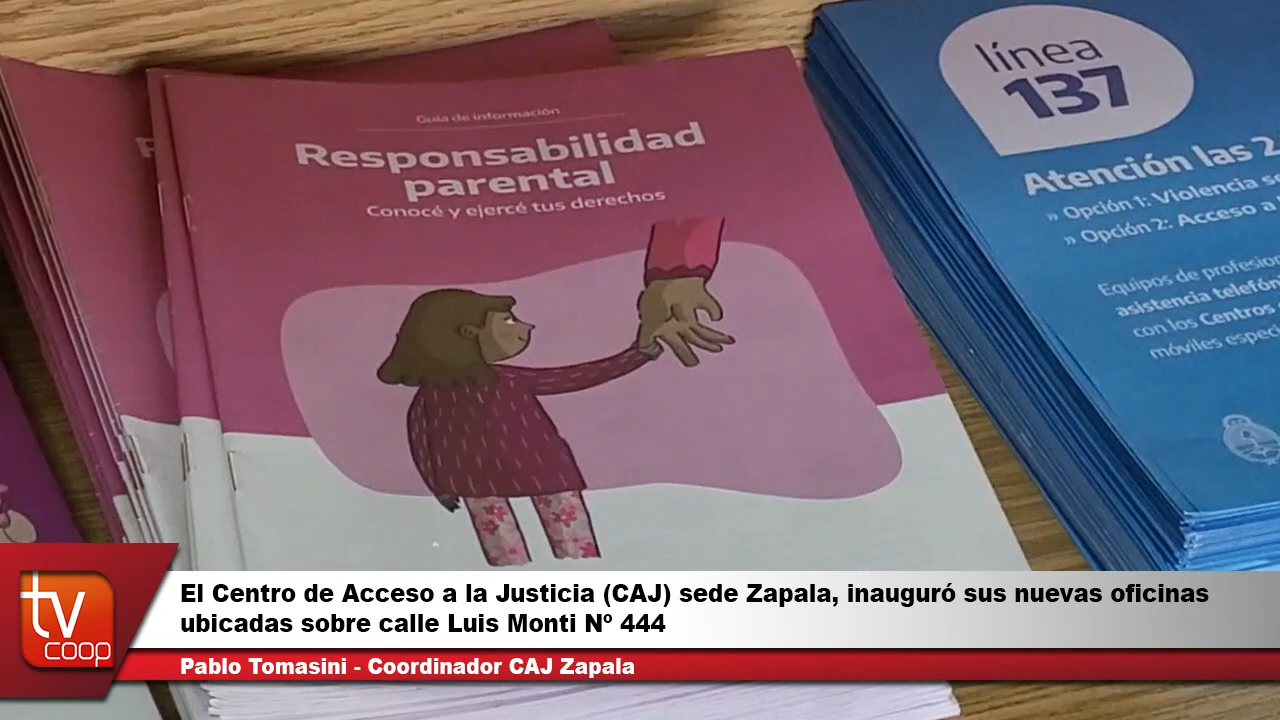 Guía de información
Responsabilidad
parental
Conocé y ejercé tus derechos
línea
137
Atención las 2
» Opción 1: Violencia se
» Opción 2: Acceso a
Equipos de profesion
asistencia telefóni
con los Centros
móviles especi
El Centro de Acceso a la Justicia (CAJ) sede Zapala, inauguró sus nuevas oficinas
ubicadas sobre calle Luis Monti Nº 444
tv
coop
Pablo Tomasini - Coordinador CAJ Zapala